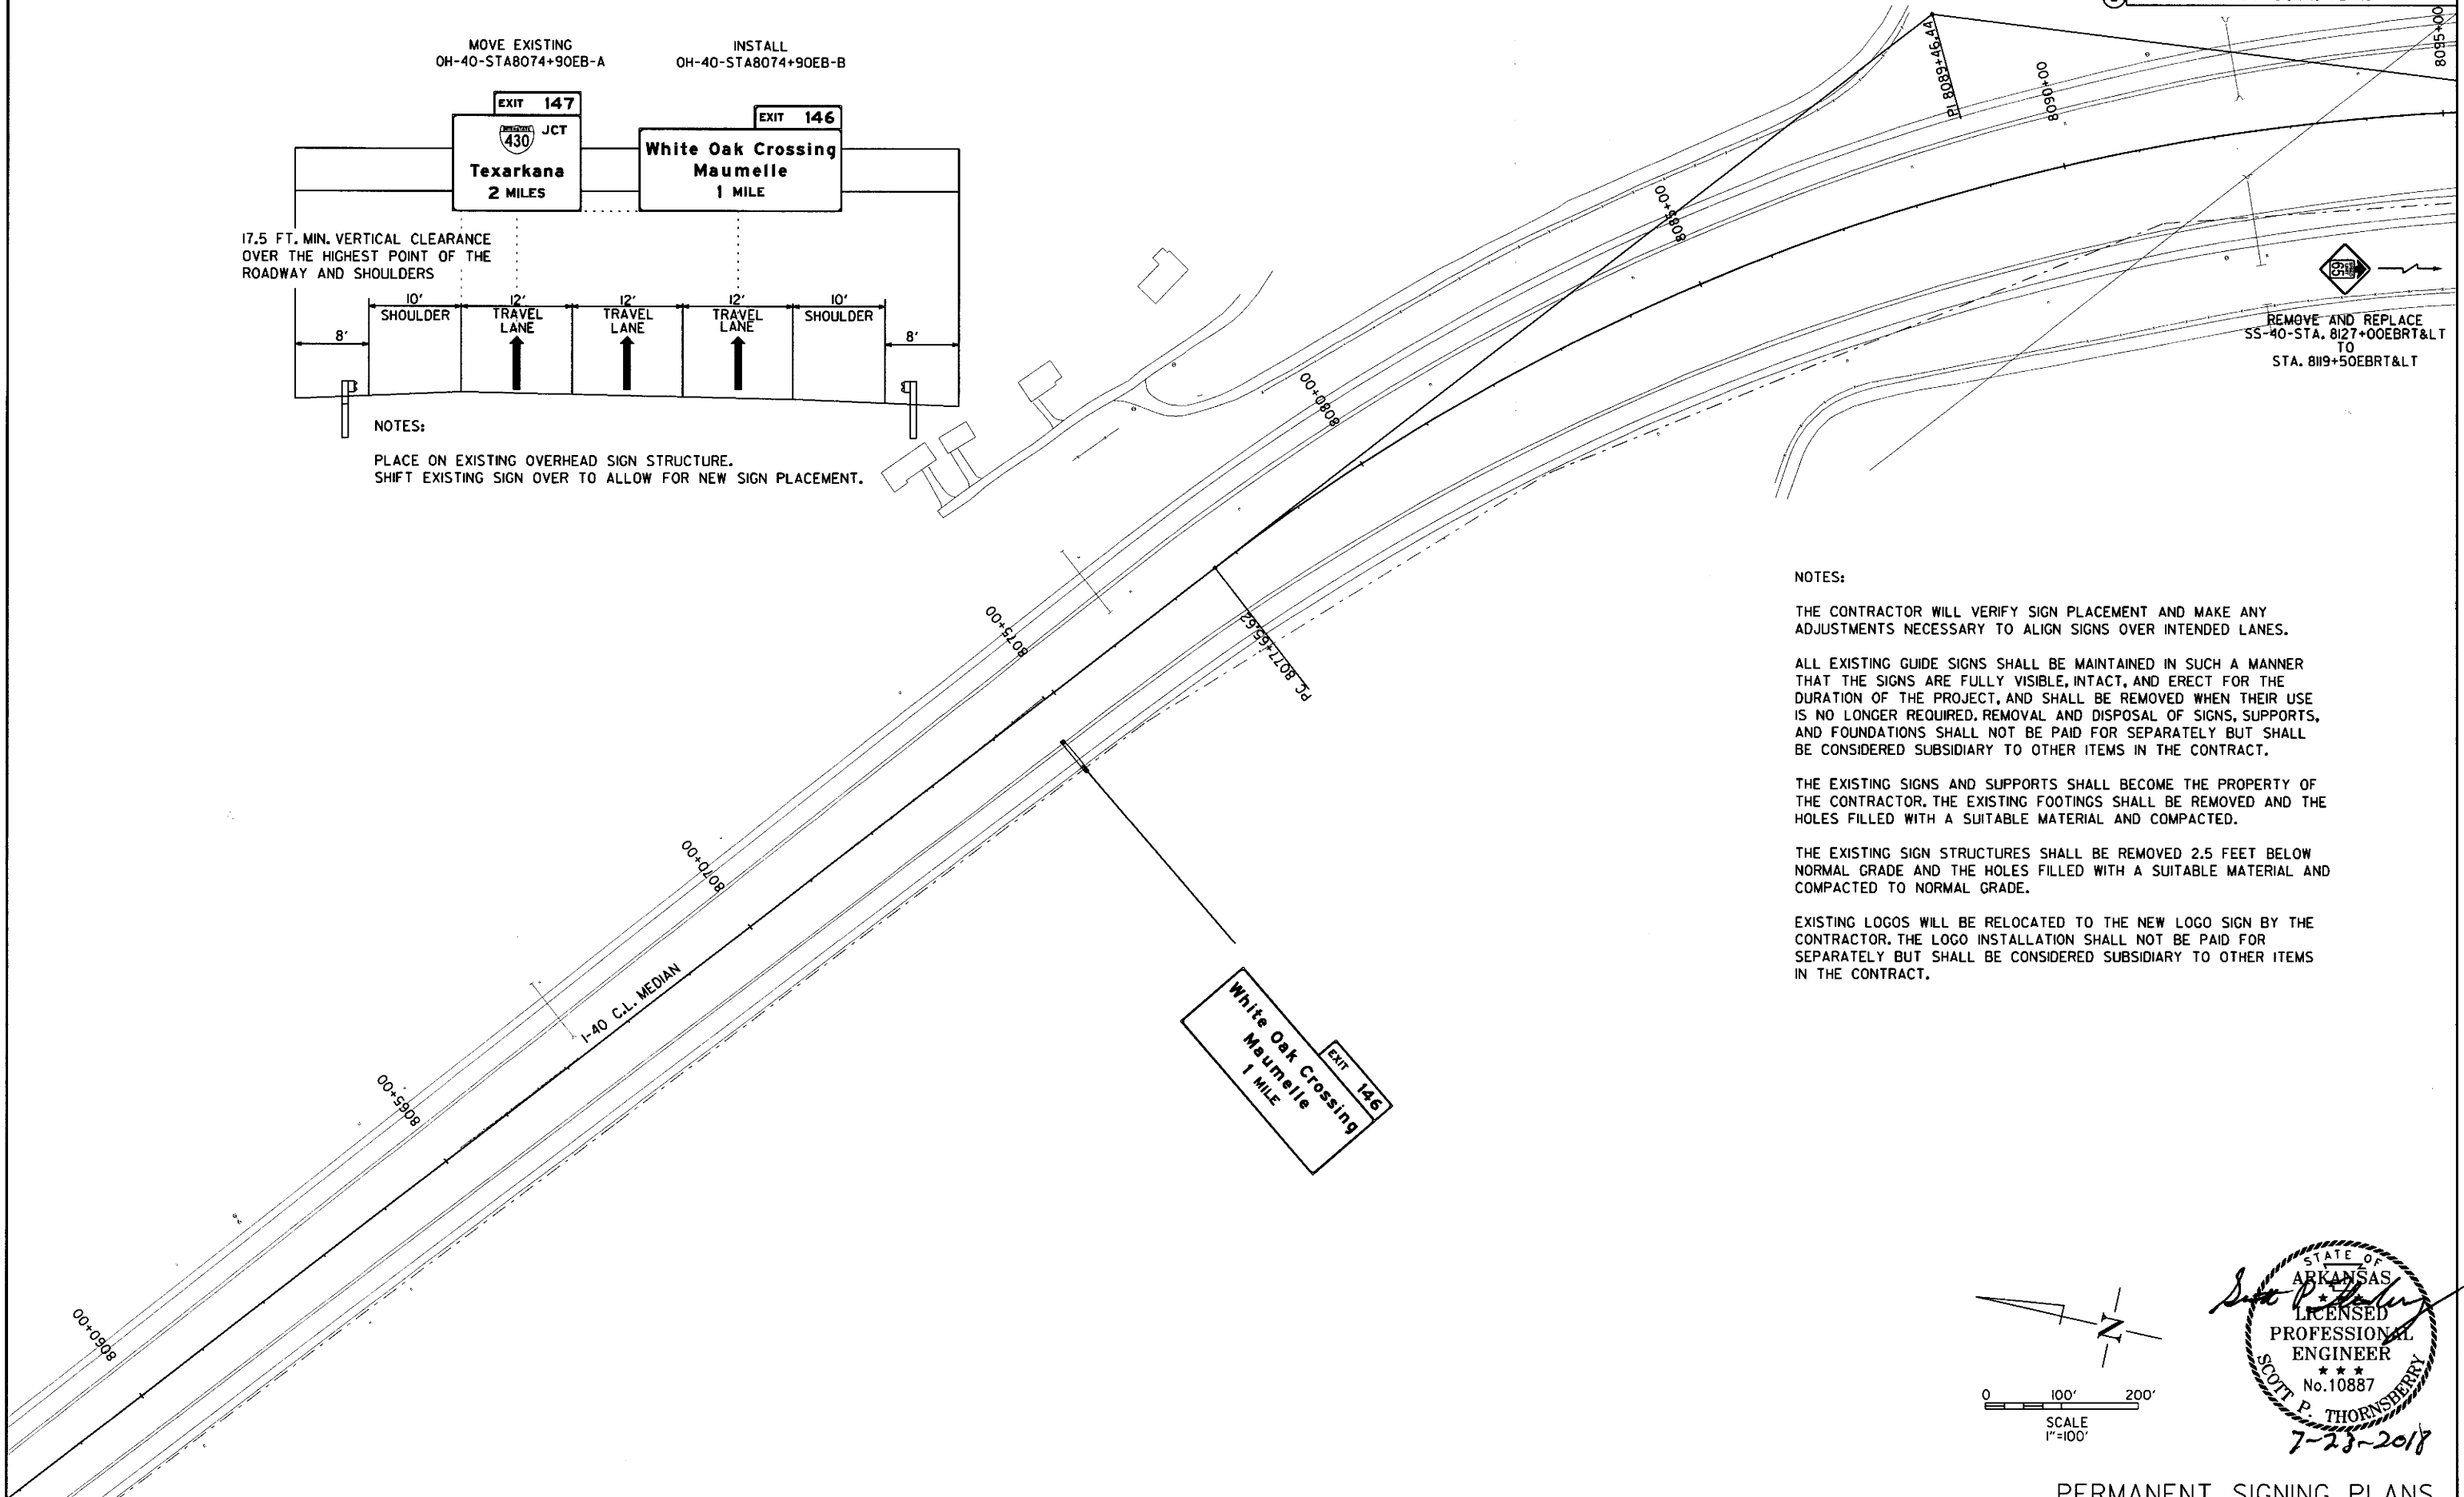 MOVE EXISTING
OH-40-STA8074+90EB-A
INSTALL
OH-40-STA8074+90EB-B
EXIT 147
INTERSTATE
430
JCT
Texarkana
2 MILES
EXIT 146
White Oak Crossing
Maumelle
1 MILE
17.5 FT. MIN. VERTICAL CLEARANCE
OVER THE HIGHEST POINT OF THE
ROADWAY AND SHOULDERS
10'
SHOULDER
12'
TRAVEL
LANE
12'
TRAVEL
LANE
12'
TRAVEL
LANE
10'
SHOULDER
8'
8'
NOTES:
PLACE ON EXISTING OVERHEAD SIGN STRUCTURE.
SHIFT EXISTING SIGN OVER TO ALLOW FOR NEW SIGN PLACEMENT.
PI 8089+46.44
8095+00
8090+00
8085+00
8080+00
8075+00
8070+00
8065+00
8060+00
PC 8077+65.62
I-40 C.L. MEDIAN
65
REMOVE AND REPLACE
SS-40-STA. 8127+00EBRT&LT
TO
STA. 8119+50EBRT&LT
NOTES:
THE CONTRACTOR WILL VERIFY SIGN PLACEMENT AND MAKE ANY
ADJUSTMENTS NECESSARY TO ALIGN SIGNS OVER INTENDED LANES.
ALL EXISTING GUIDE SIGNS SHALL BE MAINTAINED IN SUCH A MANNER
THAT THE SIGNS ARE FULLY VISIBLE, INTACT, AND ERECT FOR THE
DURATION OF THE PROJECT, AND SHALL BE REMOVED WHEN THEIR USE
IS NO LONGER REQUIRED. REMOVAL AND DISPOSAL OF SIGNS, SUPPORTS,
AND FOUNDATIONS SHALL NOT BE PAID FOR SEPARATELY BUT SHALL
BE CONSIDERED SUBSIDIARY TO OTHER ITEMS IN THE CONTRACT.
THE EXISTING SIGNS AND SUPPORTS SHALL BECOME THE PROPERTY OF
THE CONTRACTOR. THE EXISTING FOOTINGS SHALL BE REMOVED AND THE
HOLES FILLED WITH A SUITABLE MATERIAL AND COMPACTED.
THE EXISTING SIGN STRUCTURES SHALL BE REMOVED 2.5 FEET BELOW
NORMAL GRADE AND THE HOLES FILLED WITH A SUITABLE MATERIAL AND
COMPACTED TO NORMAL GRADE.
EXISTING LOGOS WILL BE RELOCATED TO THE NEW LOGO SIGN BY THE
CONTRACTOR. THE LOGO INSTALLATION SHALL NOT BE PAID FOR
SEPARATELY BUT SHALL BE CONSIDERED SUBSIDIARY TO OTHER ITEMS
IN THE CONTRACT.
EXIT 146
White Oak Crossing
Maumelle
1 MILE
N
0 100' 200'
SCALE
1"=100'
STATE OF
ARKANSAS
LICENSED
PROFESSIONAL
ENGINEER
No.10887
SCOTT P. THORNSBERRY
7-23-2018
PERMANENT SIGNING PLANS